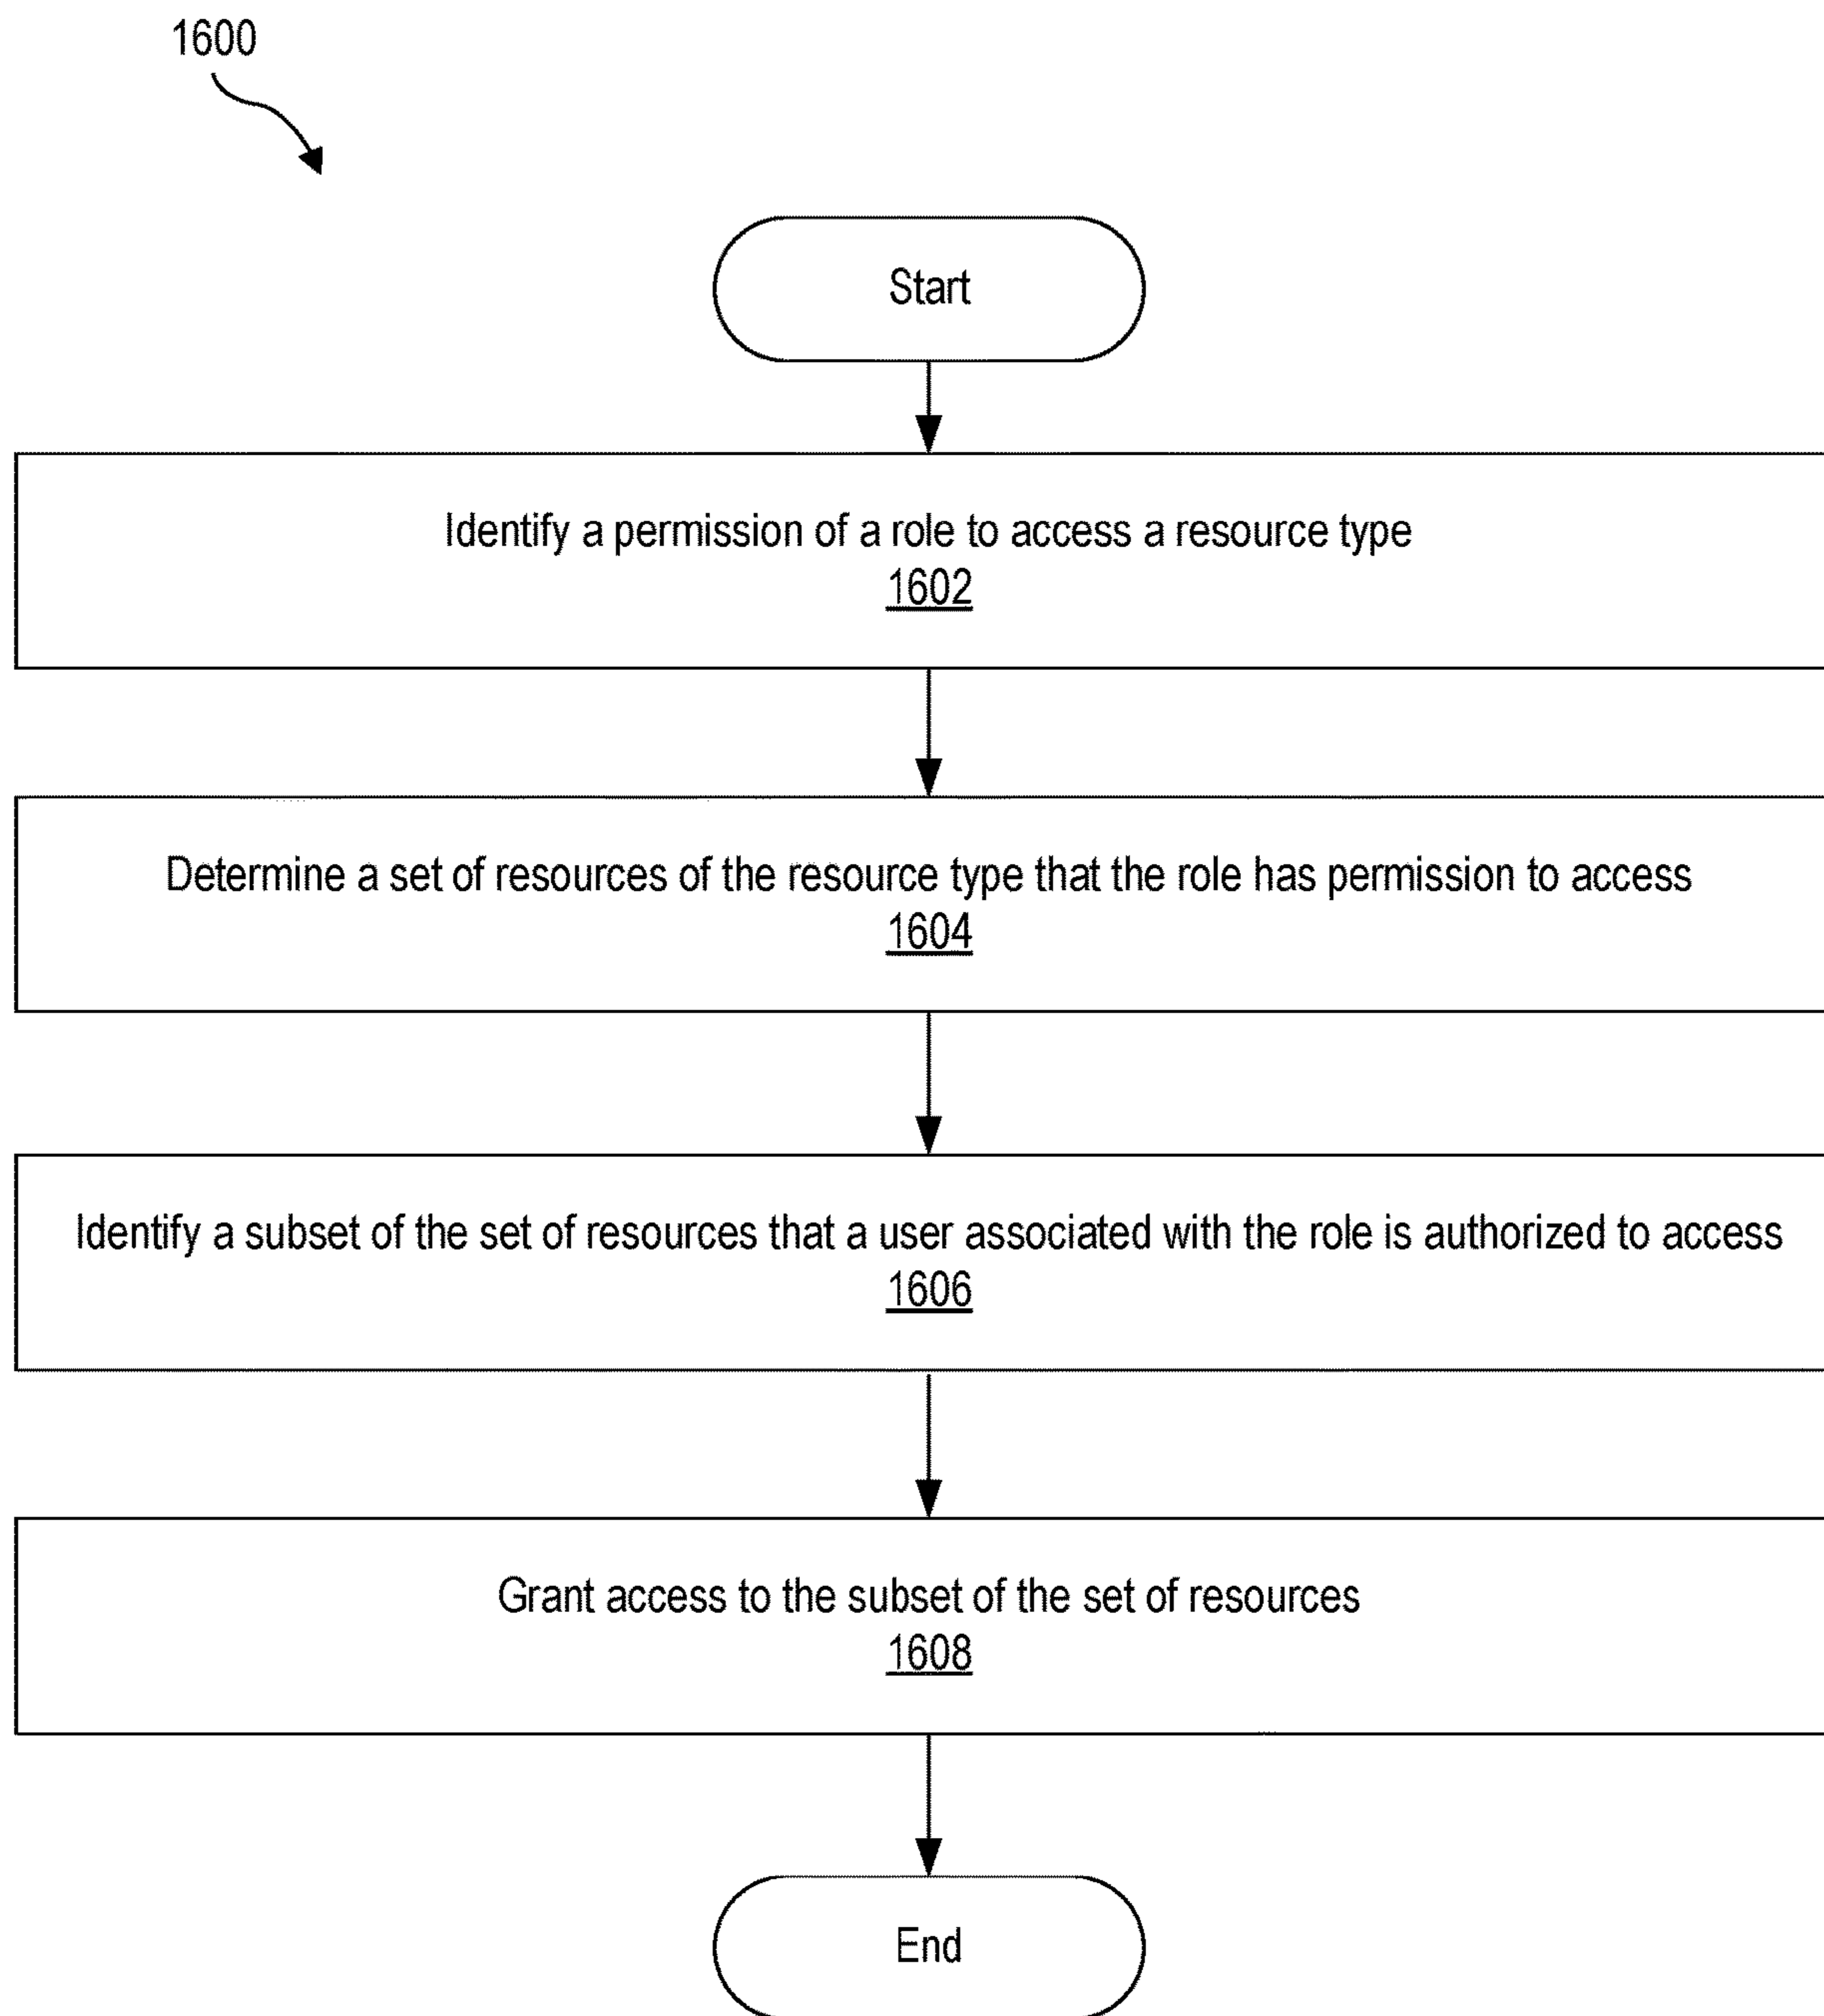 1600
Start
Identify a permission of a role to access a resource type
1602
Determine a set of resources of the resource type that the role has permission to access
1604
Identify a subset of the set of resources that a user associated with the role is authorized to access
1606
Grant access to the subset of the set of resources
1608
End